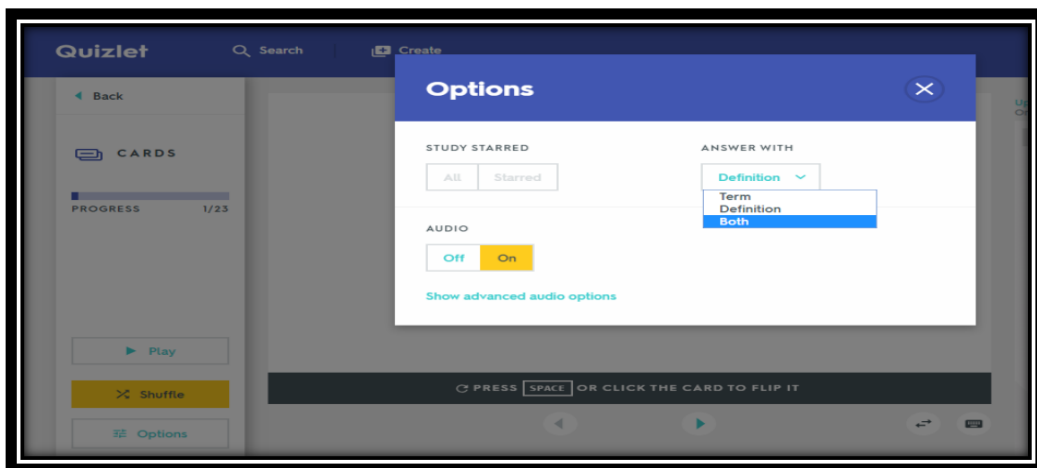 Quizlet
Search
Create
Back
CARDS
PROGRESS 1/23
Play
Shuffle
Options
Options
STUDY STARRED
All Starred
ANSWER WITH
Definition
Term
Definition
Both
AUDIO
Off On
Show advanced audio options
PRESS SPACE OR CLICK THE CARD TO FLIP IT